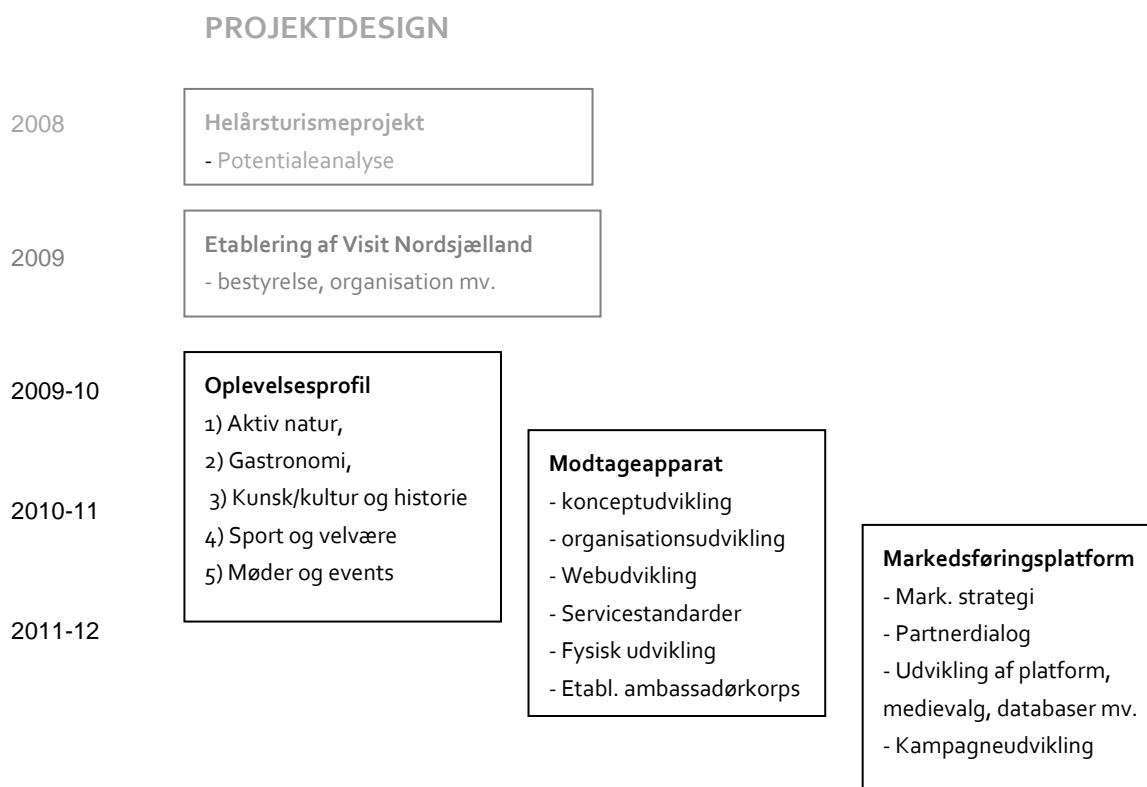 PROJEKTDESIGN
2008
Helårsturismeprojekt
- Potentialeanalyse
2009
Etablering af Visit Nordsjælland
- bestyrelse, organisation mv.
2009-10
2010-11
2011-12
Oplevelsesprofil
1) Aktiv natur,
2) Gastronomi,
3) Kunsk/kultur og historie
4) Sport og velvære
5) Møder og events
Modtageapparat
- konceptudvikling
- organisationsudvikling
- Webudvikling
- Servicestandarder
- Fysisk udvikling
- Etabl. ambassadørkorps
Markedsføringsplatform
- Mark. strategi
- Partnerdialog
- Udvikling af platform,
medievalg, databaser mv.
- Kampagneudvikling